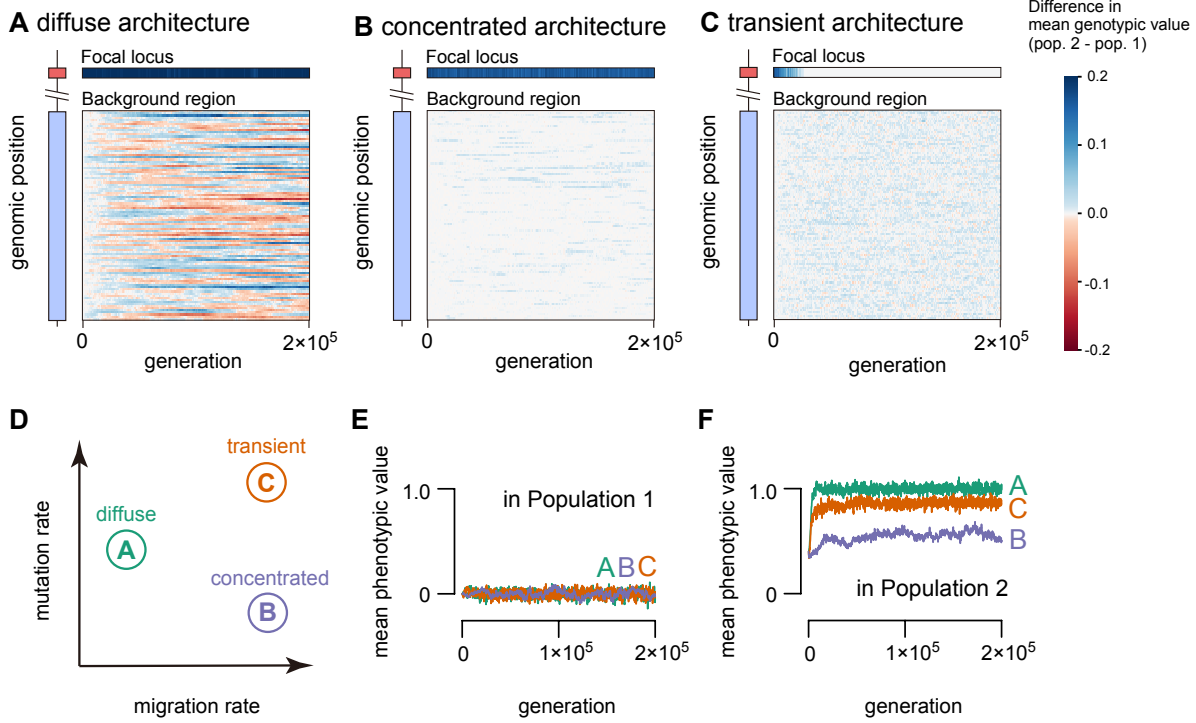 A diffuse architecture
Focal locus
Background region
genomic position
0
2×10⁵
generation
B concentrated architecture
Focal locus
Background region
genomic position
0
2×10⁵
generation
C transient architecture
Focal locus
Background region
genomic position
0
2×10⁵
generation
Difference in
mean genotypic value
(pop. 2 - pop. 1)
0.2
0.1
0.0
-0.1
-0.2
D
mutation rate
transient
C
diffuse
A
concentrated
B
migration rate
E
mean phenotypic value
1.0
0
in Population 1
A B C
0
1×10⁵
2×10⁵
generation
F
mean phenotypic value
1.0
0
A
C
B
in Population 2
0
1×10⁵
2×10⁵
generation